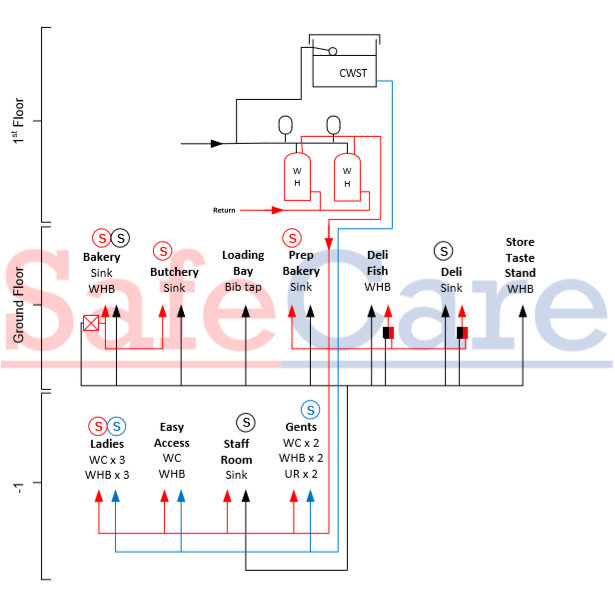 CWST
1st Floor
W
H
W
H
Return
SafeCare
Ground Floor
S
S
Bakery
Sink
WHB
S
Butchery
Sink
Loading
Bay
Bib tap
S
Prep
Bakery
Sink
Deli
Fish
WHB
S
Deli
Sink
Store
Taste
Stand
WHB
-1
S
S
Ladies
WC x 3
WHB x 3
Easy
Access
WC
WHB
S
Staff
Room
Sink
S
Gents
WC x 2
WHB x 2
UR x 2